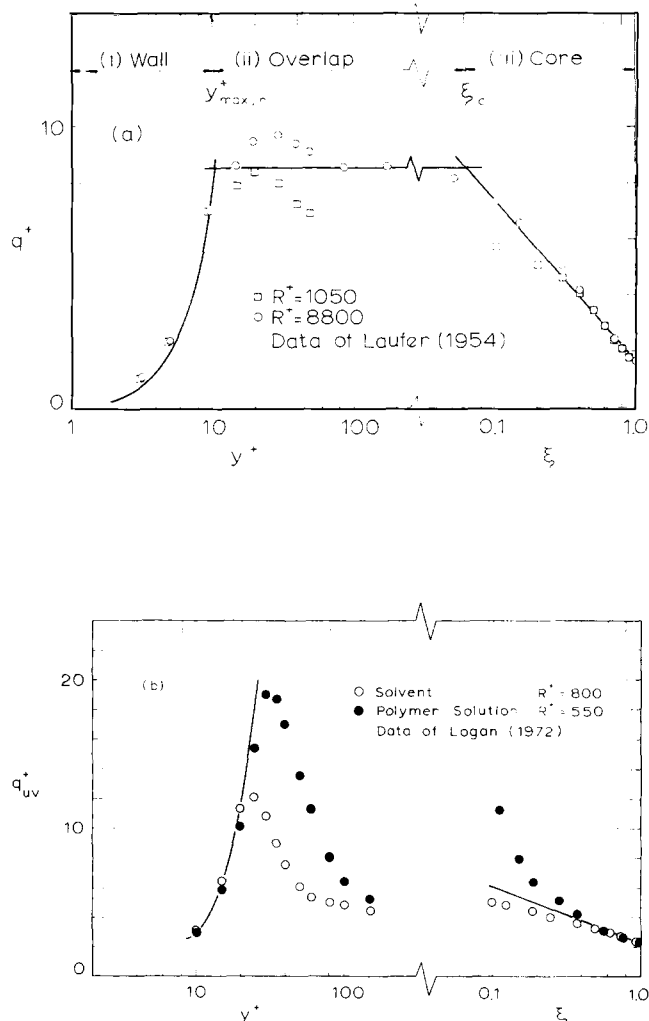 (i) Wall (ii) Overlap (iii) Core
y⁺max,n ξc
10
(a)
q⁺
□ R⁺=1050
○ R⁺=8800
Data of Laufer (1954)
0
1 10 100 0.1 1.0
y⁺ ξ
20
(b)
○ Solvent R⁺=800
● Polymer Solution R⁺=550
Data of Logan (1972)
q⁺uv
10
0
10 100 0.1 1.0
y⁺ ξ